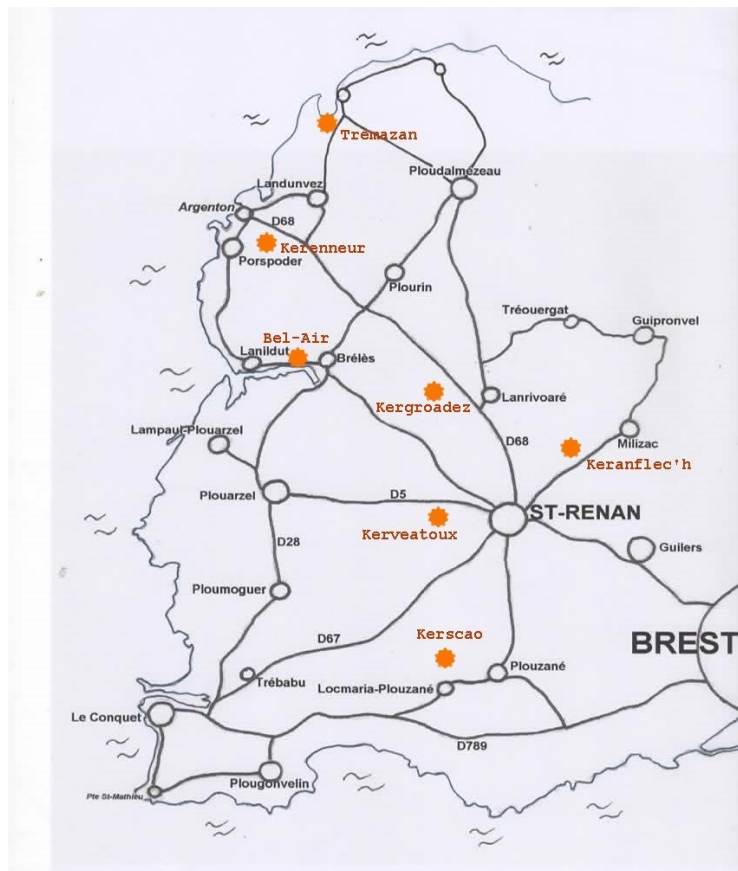 Tremazan
Ploudalmézeau
Landunvez
Argenton
D68
Kerenneur
Porspoder
Plourin
Tréouergat
Guipronvel
Bel-Air
Lanildut
Brélès
Kergroadez
Lanrivoaré
Lampaul-Plouarzel
D68
Milizac
Keranflec'h
Plouarzel
D5
ST-RENAN
Kerveatoux
D28
Guilers
Ploumoguer
D67
Kerscao
BREST
Plouzané
Trébabu
Locmaria-Plouzané
Le Conquet
D789
Plougonvelin
Pte St-Mathieu